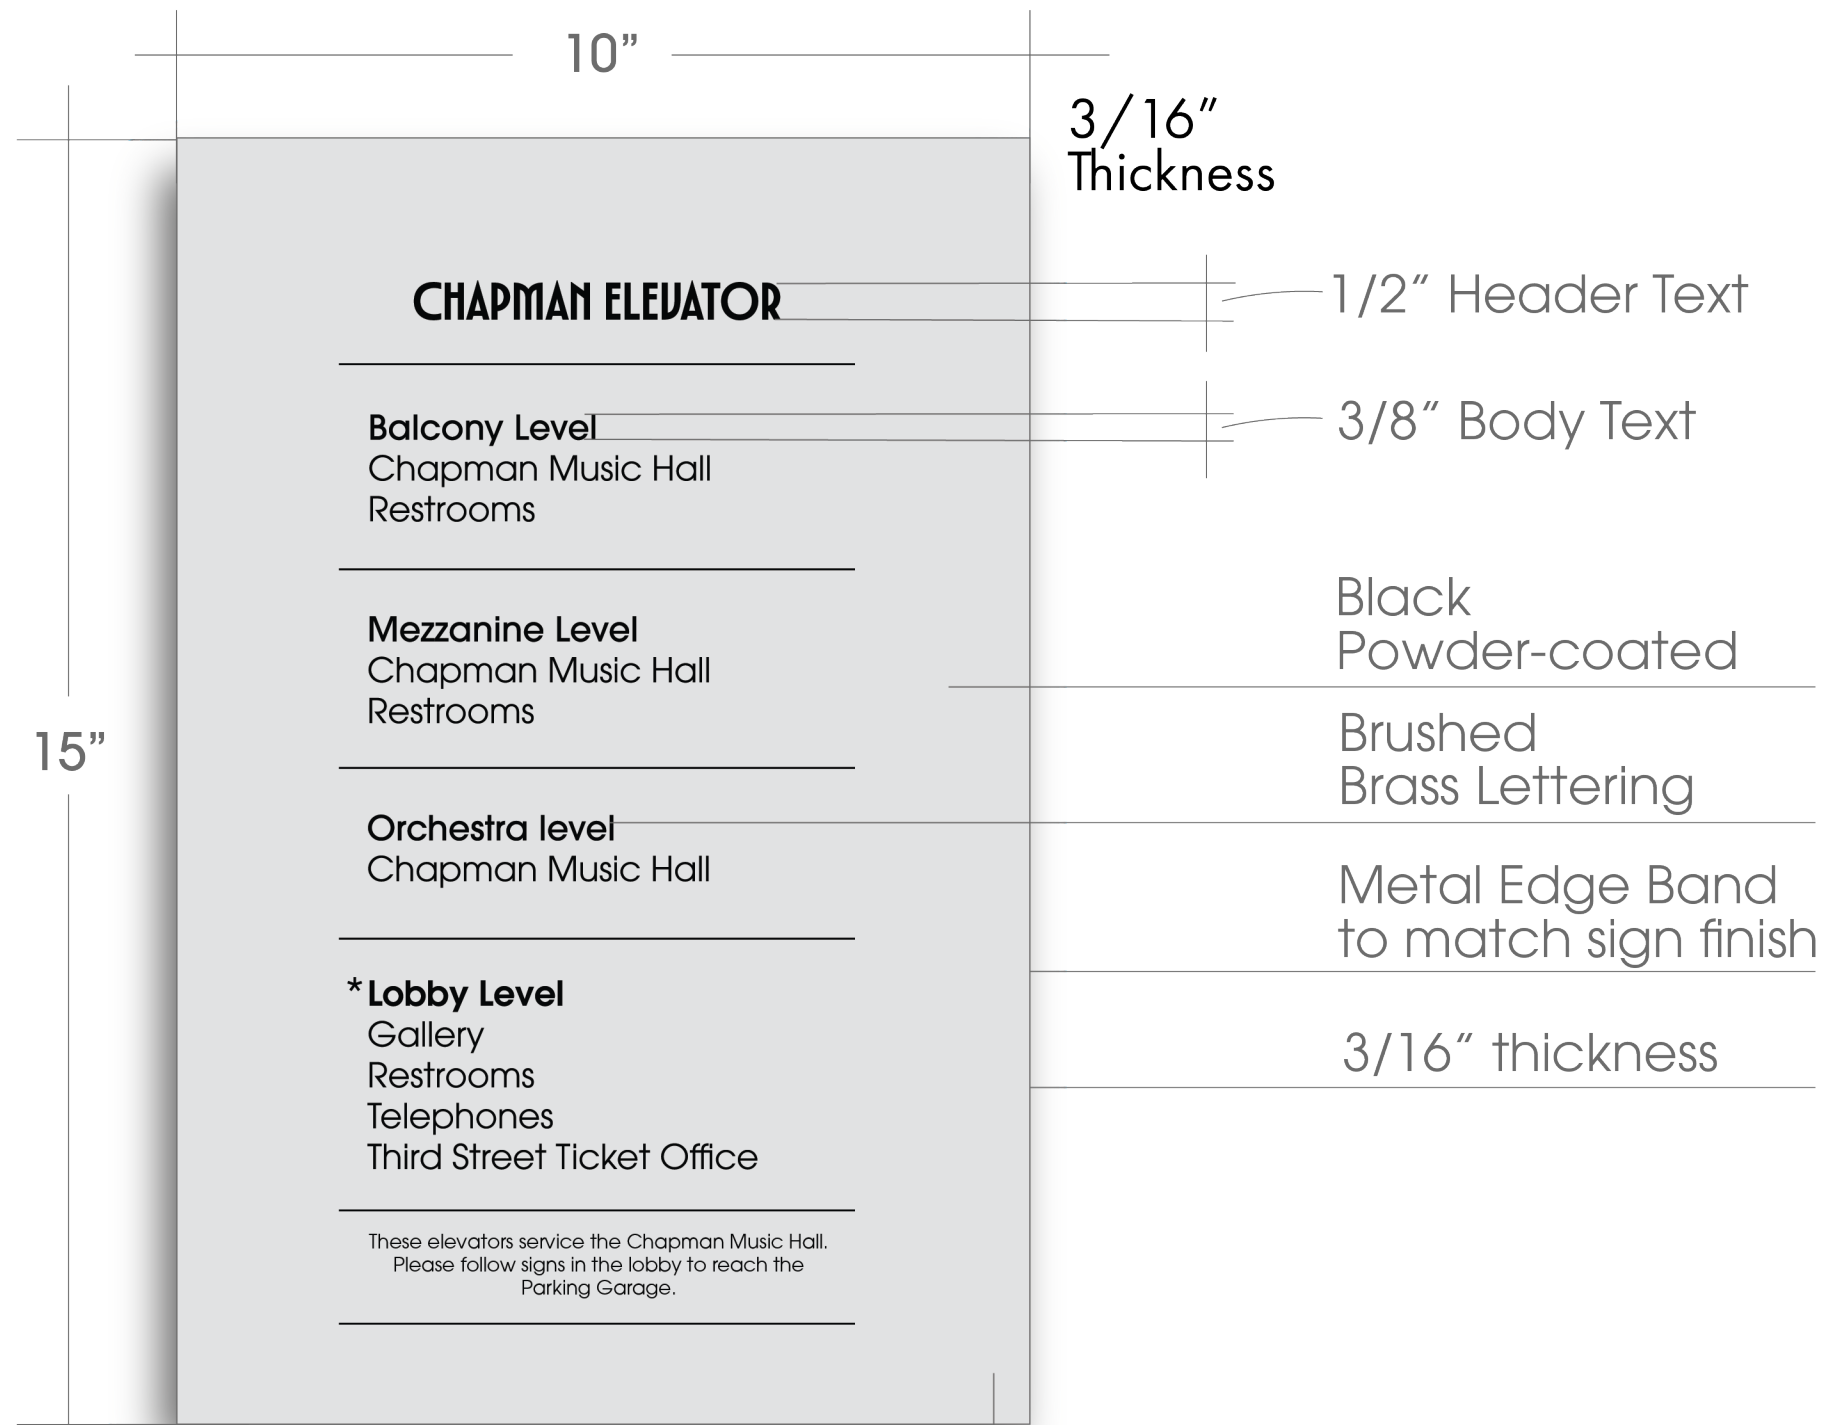 10”
3/16”
Thickness
CHAPMAN ELEVATOR
1/2” Header Text
Balcony Level
3/8” Body Text
Chapman Music Hall
Restrooms
Black
Powder-coated
Mezzanine Level
Chapman Music Hall
Restrooms
15”
Brushed
Brass Lettering
Orchestra level
Chapman Music Hall
Metal Edge Band
to match sign finish
*Lobby Level
Gallery
Restrooms
Telephones
Third Street Ticket Office
3/16” thickness
These elevators service the Chapman Music Hall.
Please follow signs in the lobby to reach the
Parking Garage.